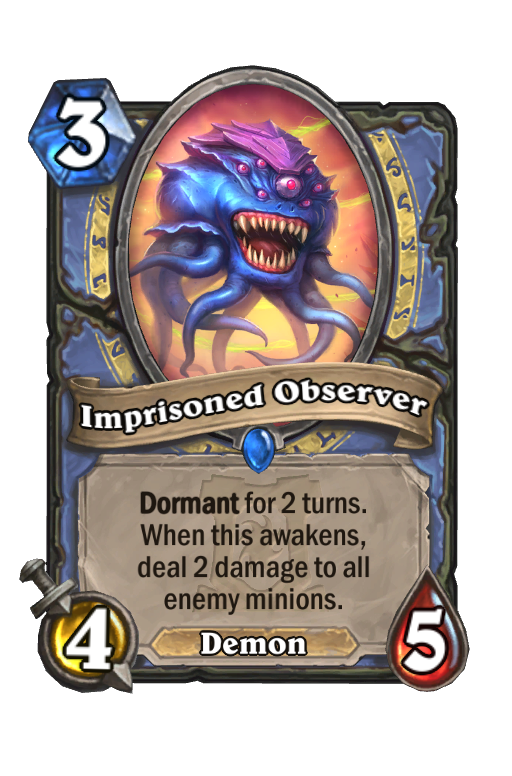 3
Imprisoned Observer
Dormant for 2 turns.
When this awakens,
deal 2 damage to all
enemy minions.
4
Demon
5